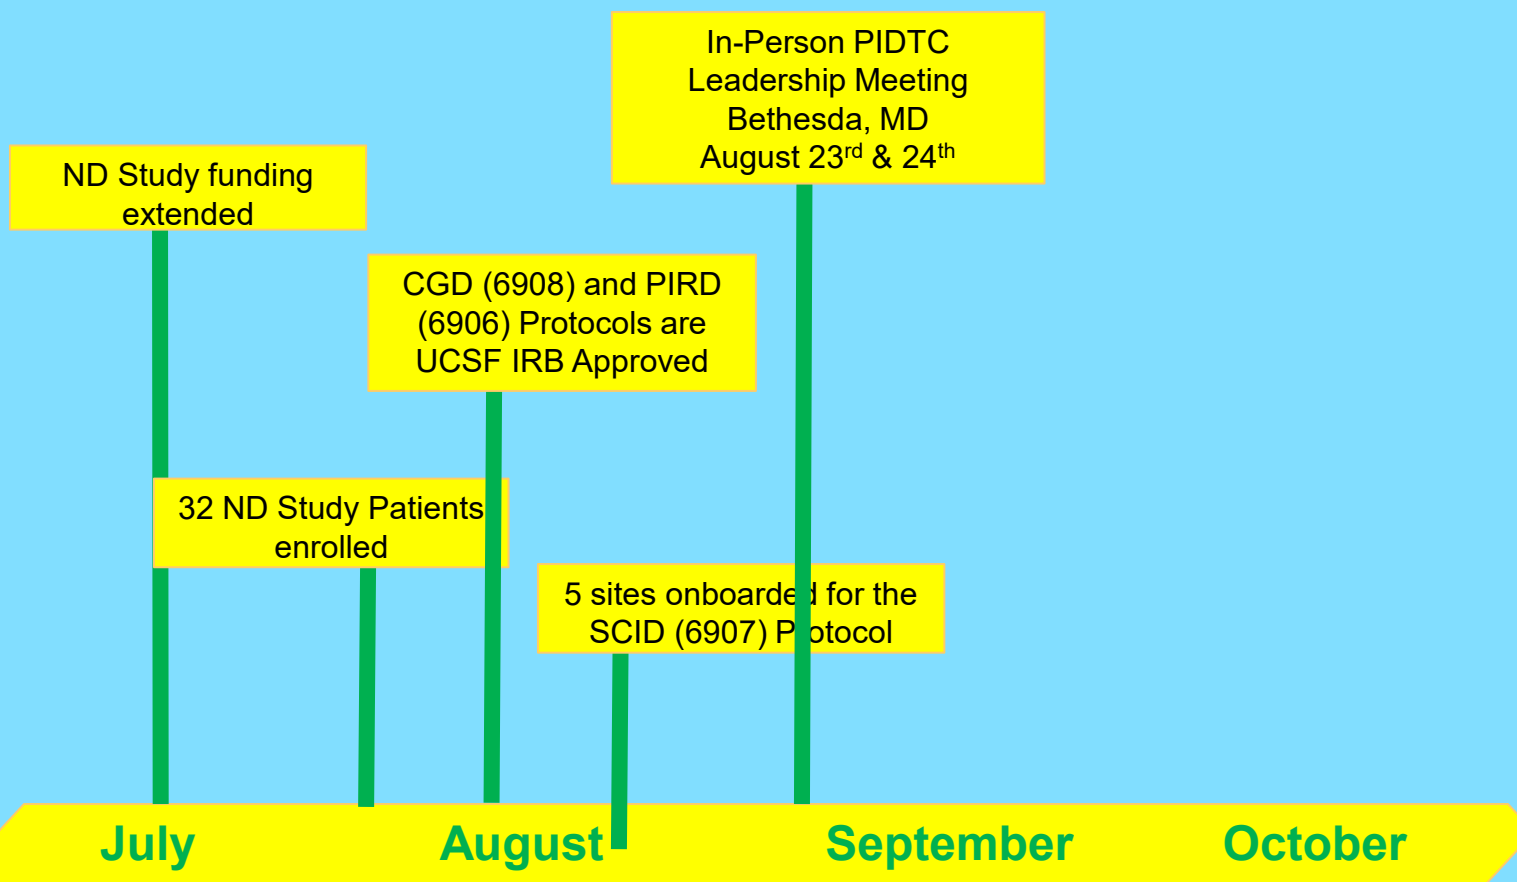 In-Person PIDTC
Leadership Meeting
Bethesda, MD
August 23rd & 24th
ND Study funding
extended
CGD (6908) and PIRD
(6906) Protocols are
UCSF IRB Approved
32 ND Study Patients
enrolled
5 sites onboarded for the
SCID (6907) Protocol
July
August
September
October